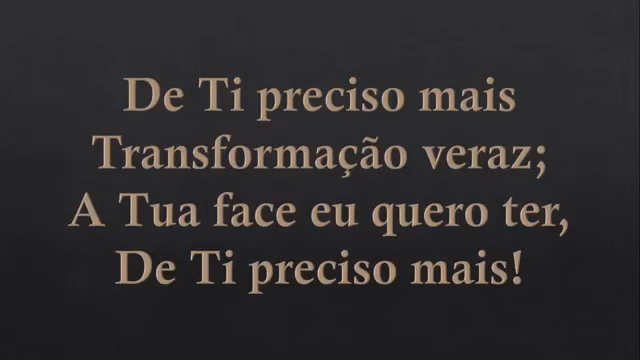 De Ti preciso mais
Transformação veraz;
A Tua face eu quero ter,
De Ti preciso mais!